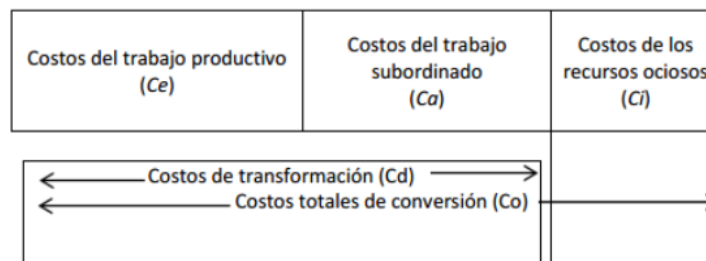 Costos del trabajo productivo
(Ce)
Costos del trabajo
subordinado
(Ca)
Costos de los
recursos ociosos
(Ci)
Costos de transformación (Cd)
Costos totales de conversión (Co)